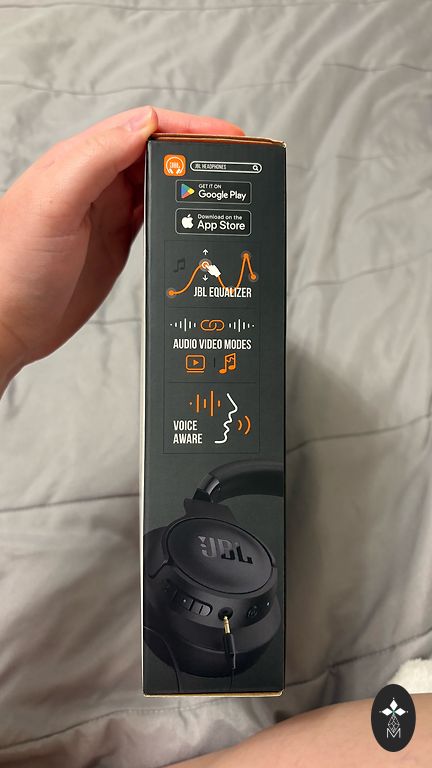 JBL
JBL HEADPHONES
GET IT ON
Google Play
Download on the
App Store
JBL EQUALIZER
AUDIO VIDEO MODES
VOICE
AWARE
JBL
M